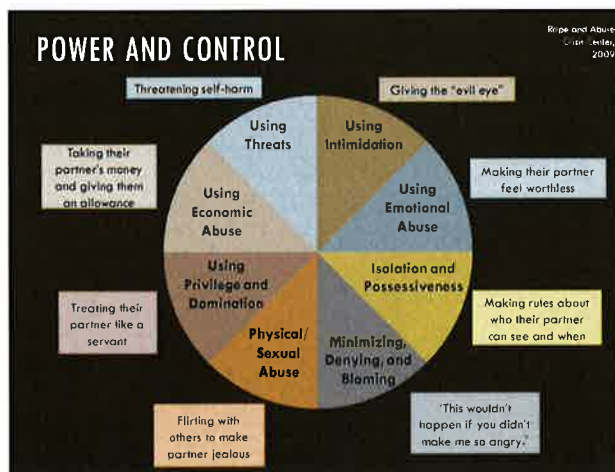 POWER AND CONTROL
Rape and Abuse
Crisis Center,
2009
Threatening self-harm
Giving the "evil eye"
Using
Threats
Using
Intimidation
Taking their
partner's money
and giving them
an allowance
Using
Economic
Abuse
Using
Emotional
Abuse
Making their partner
feel worthless
Using
Privilege and
Domination
Isolation and
Possessiveness
Treating their
partner like a
servant
Physical/
Sexual
Abuse
Minimizing,
Denying, and
Blaming
Making rules about
who their partner
can see and when
Flirting with
others to make
partner jealous
"This wouldn't
happen if you didn't
make me so angry."